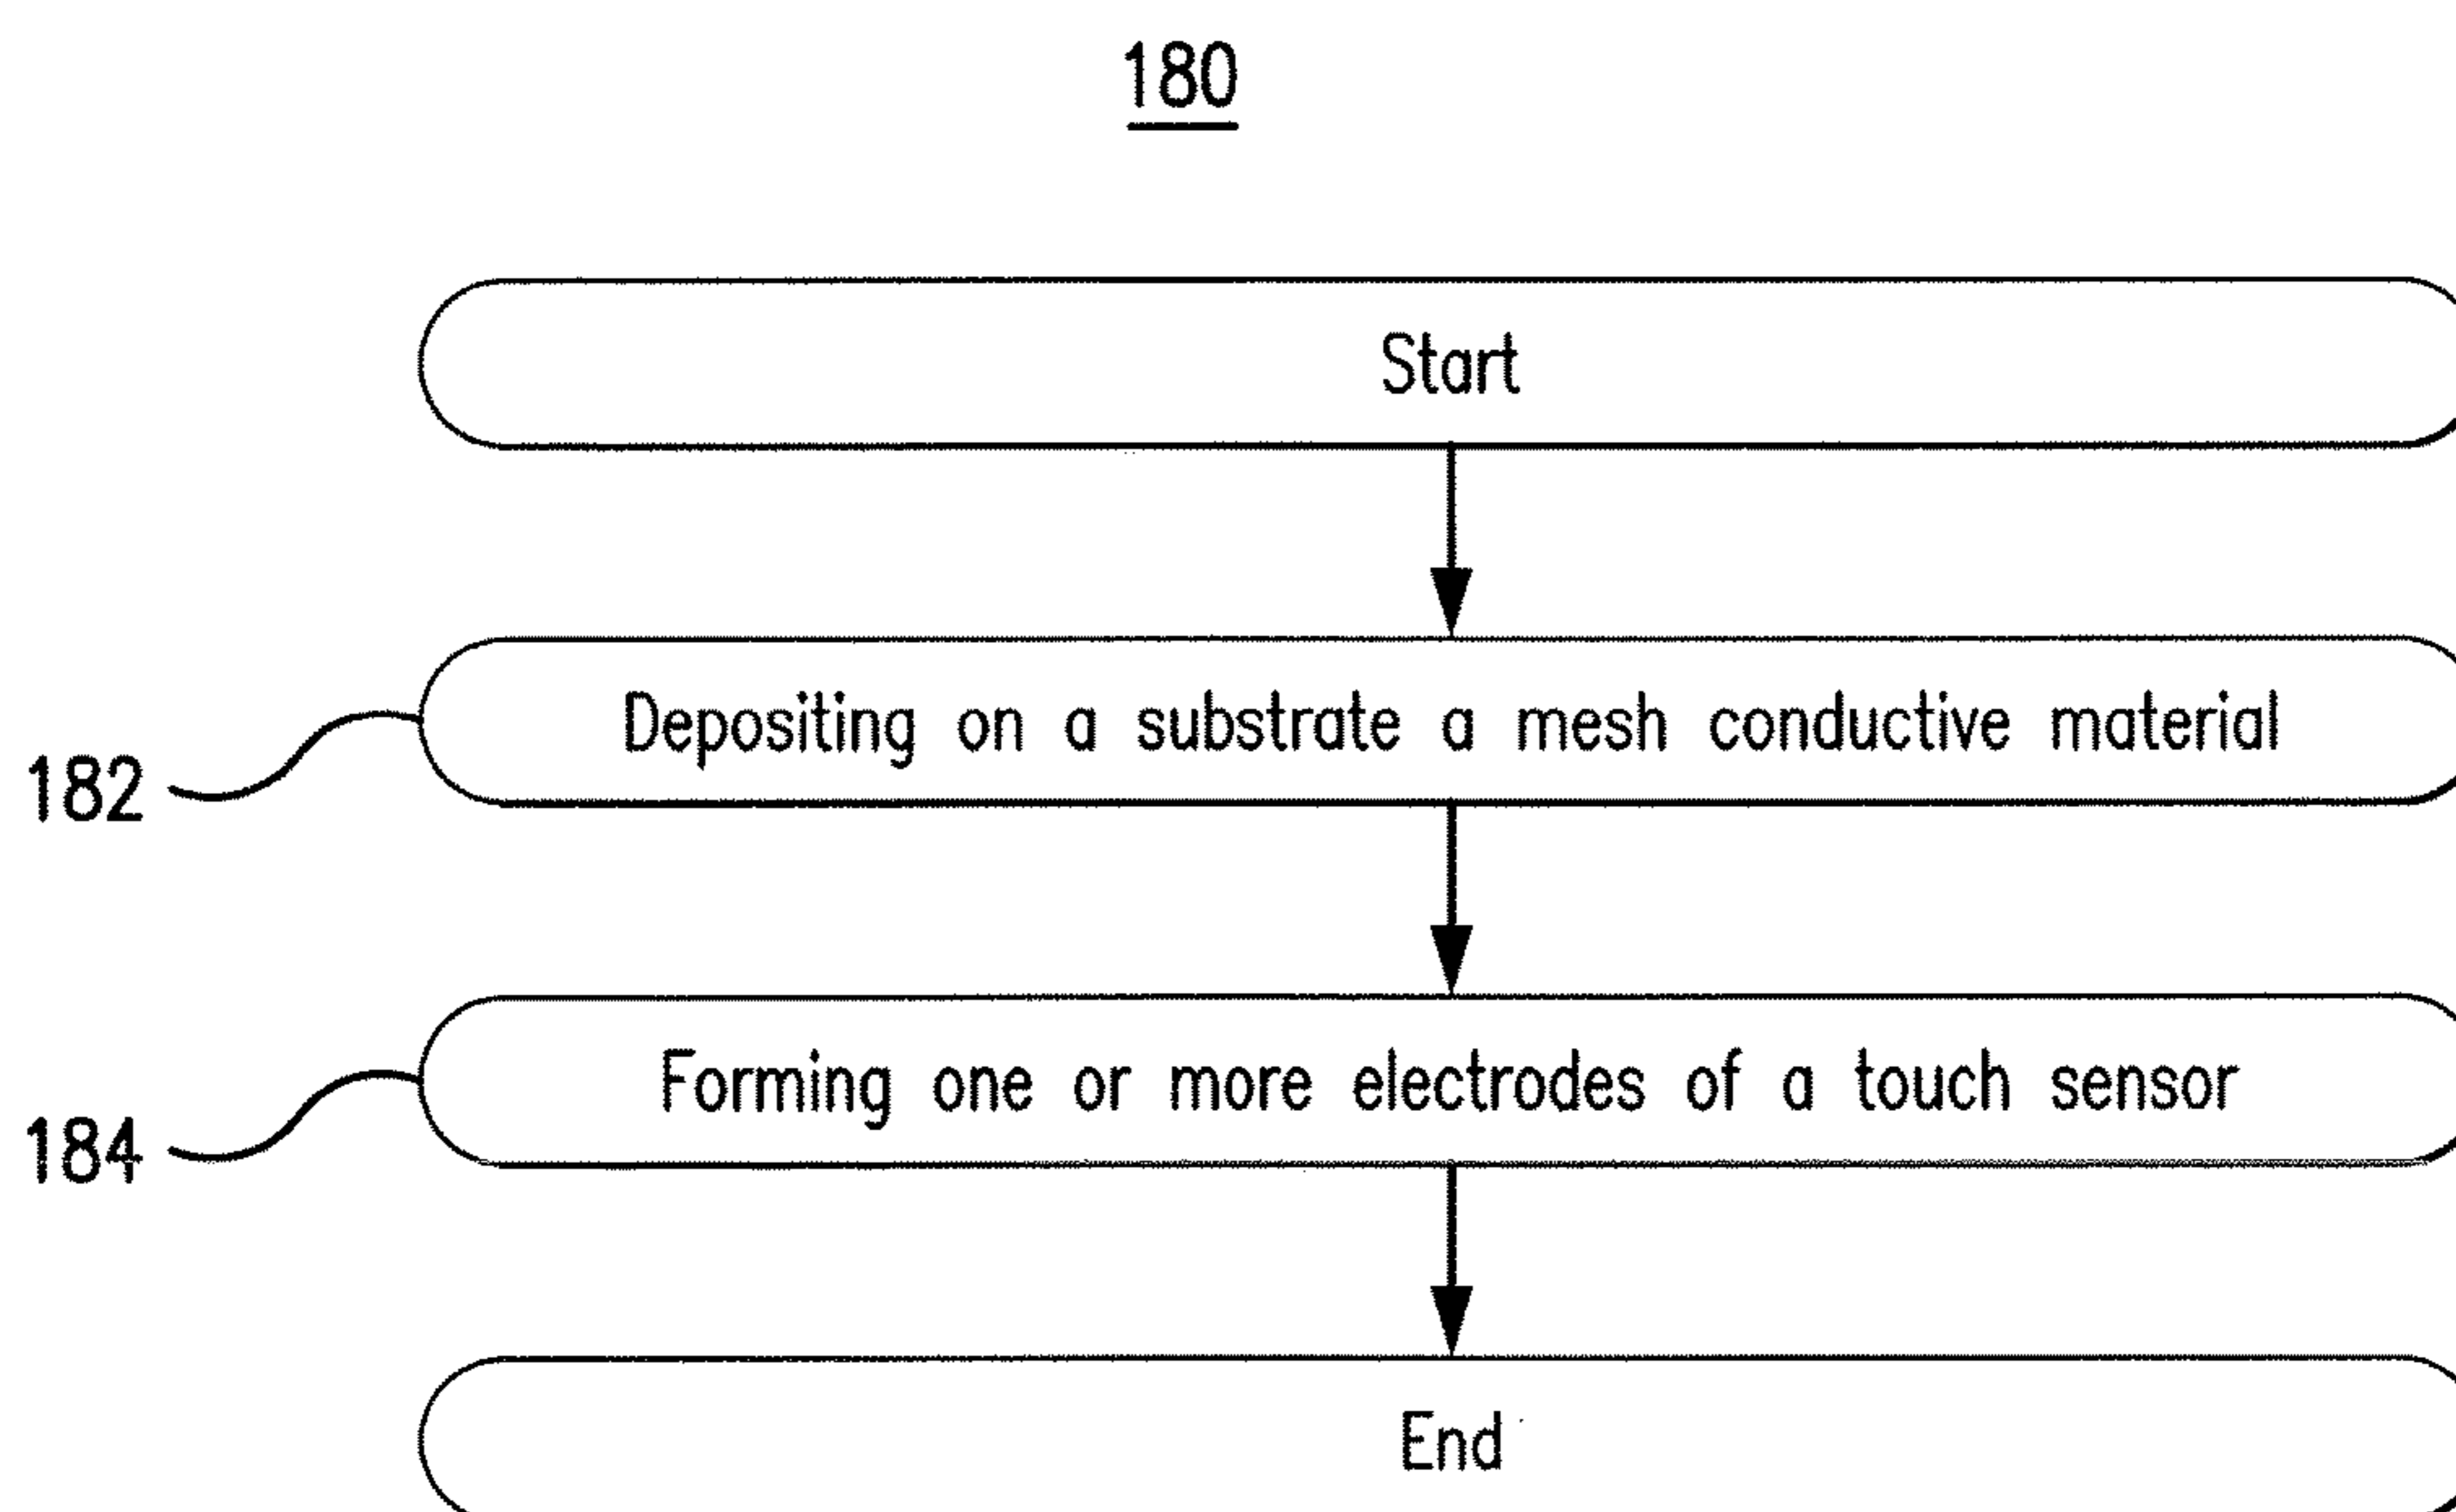 180
Start
Depositing on a substrate a mesh conductive material
182
Forming one or more electrodes of a touch sensor
184
End